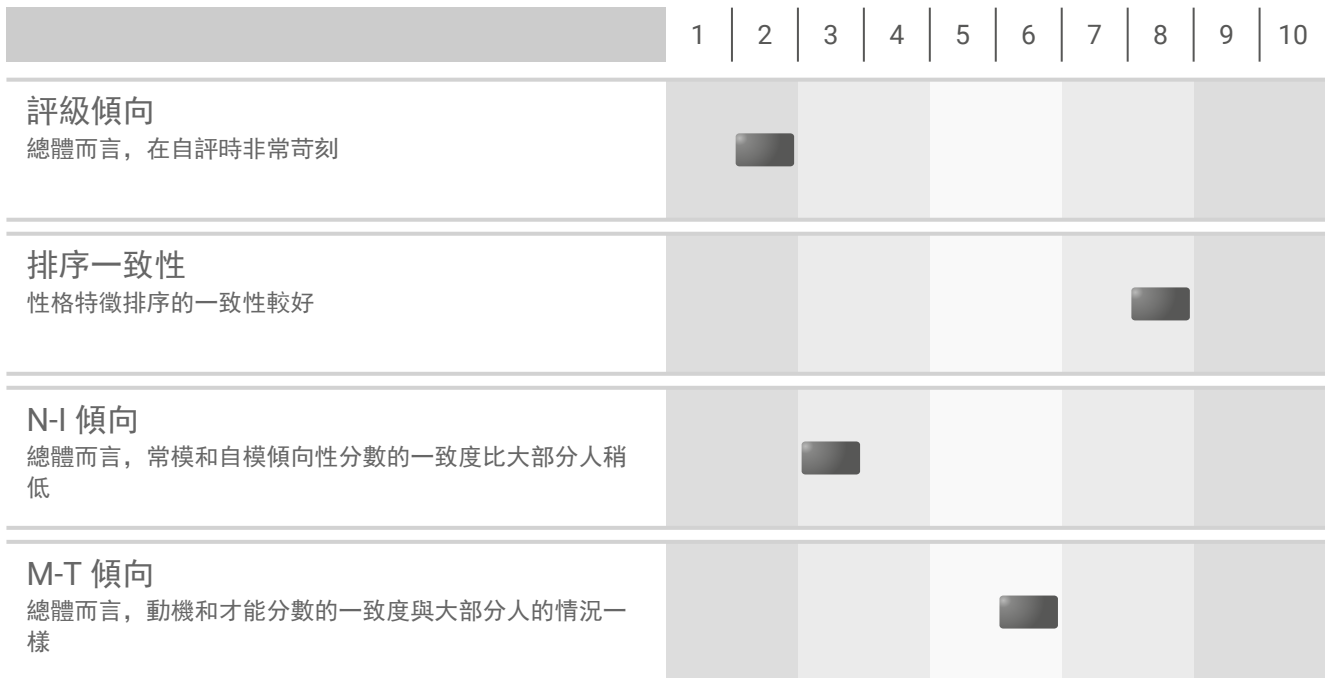 1 2 3 4 5 6 7 8 9 10
評級傾向
總體而言，在自評時非常苛刻
排序一致性
性格特徵排序的一致性較好
N-I 傾向
總體而言，常模和自模傾向性分數的一致度比大部分人稍
低
M-T 傾向
總體而言，動機和才能分數的一致度與大部分人的情況一
樣